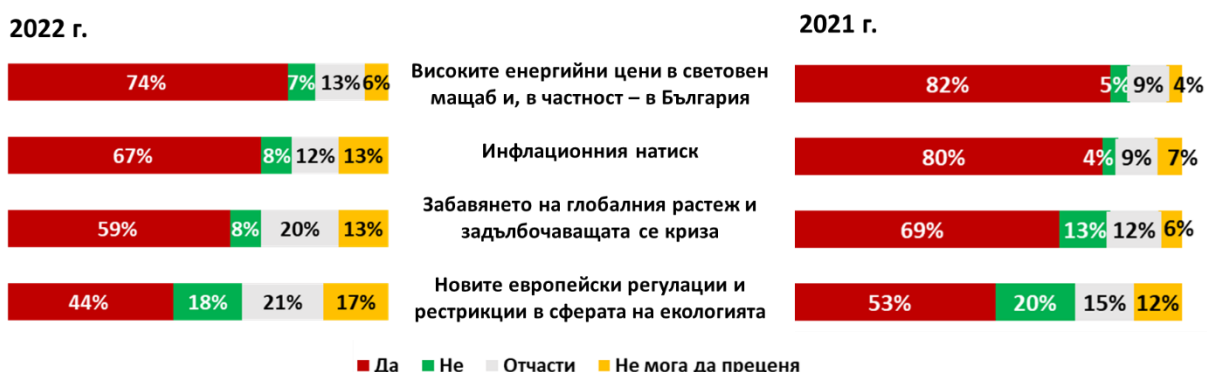 2022 г.
2021 г.
74% 7% 13% 6%
Високите енергийни цени в световен
мащаб и, в частност – в България
82% 5% 9% 4%
67% 8% 12% 13%
Инфлационния натиск
80% 4% 9% 7%
59% 8% 20% 13%
Забавянето на глобалния растеж и
задълбочаващата се криза
69% 13% 12% 6%
44% 18% 21% 17%
Новите европейски регулации и
рестрикции в сферата на екологията
53% 20% 15% 12%
Да Не Отчасти Не мога да преценя